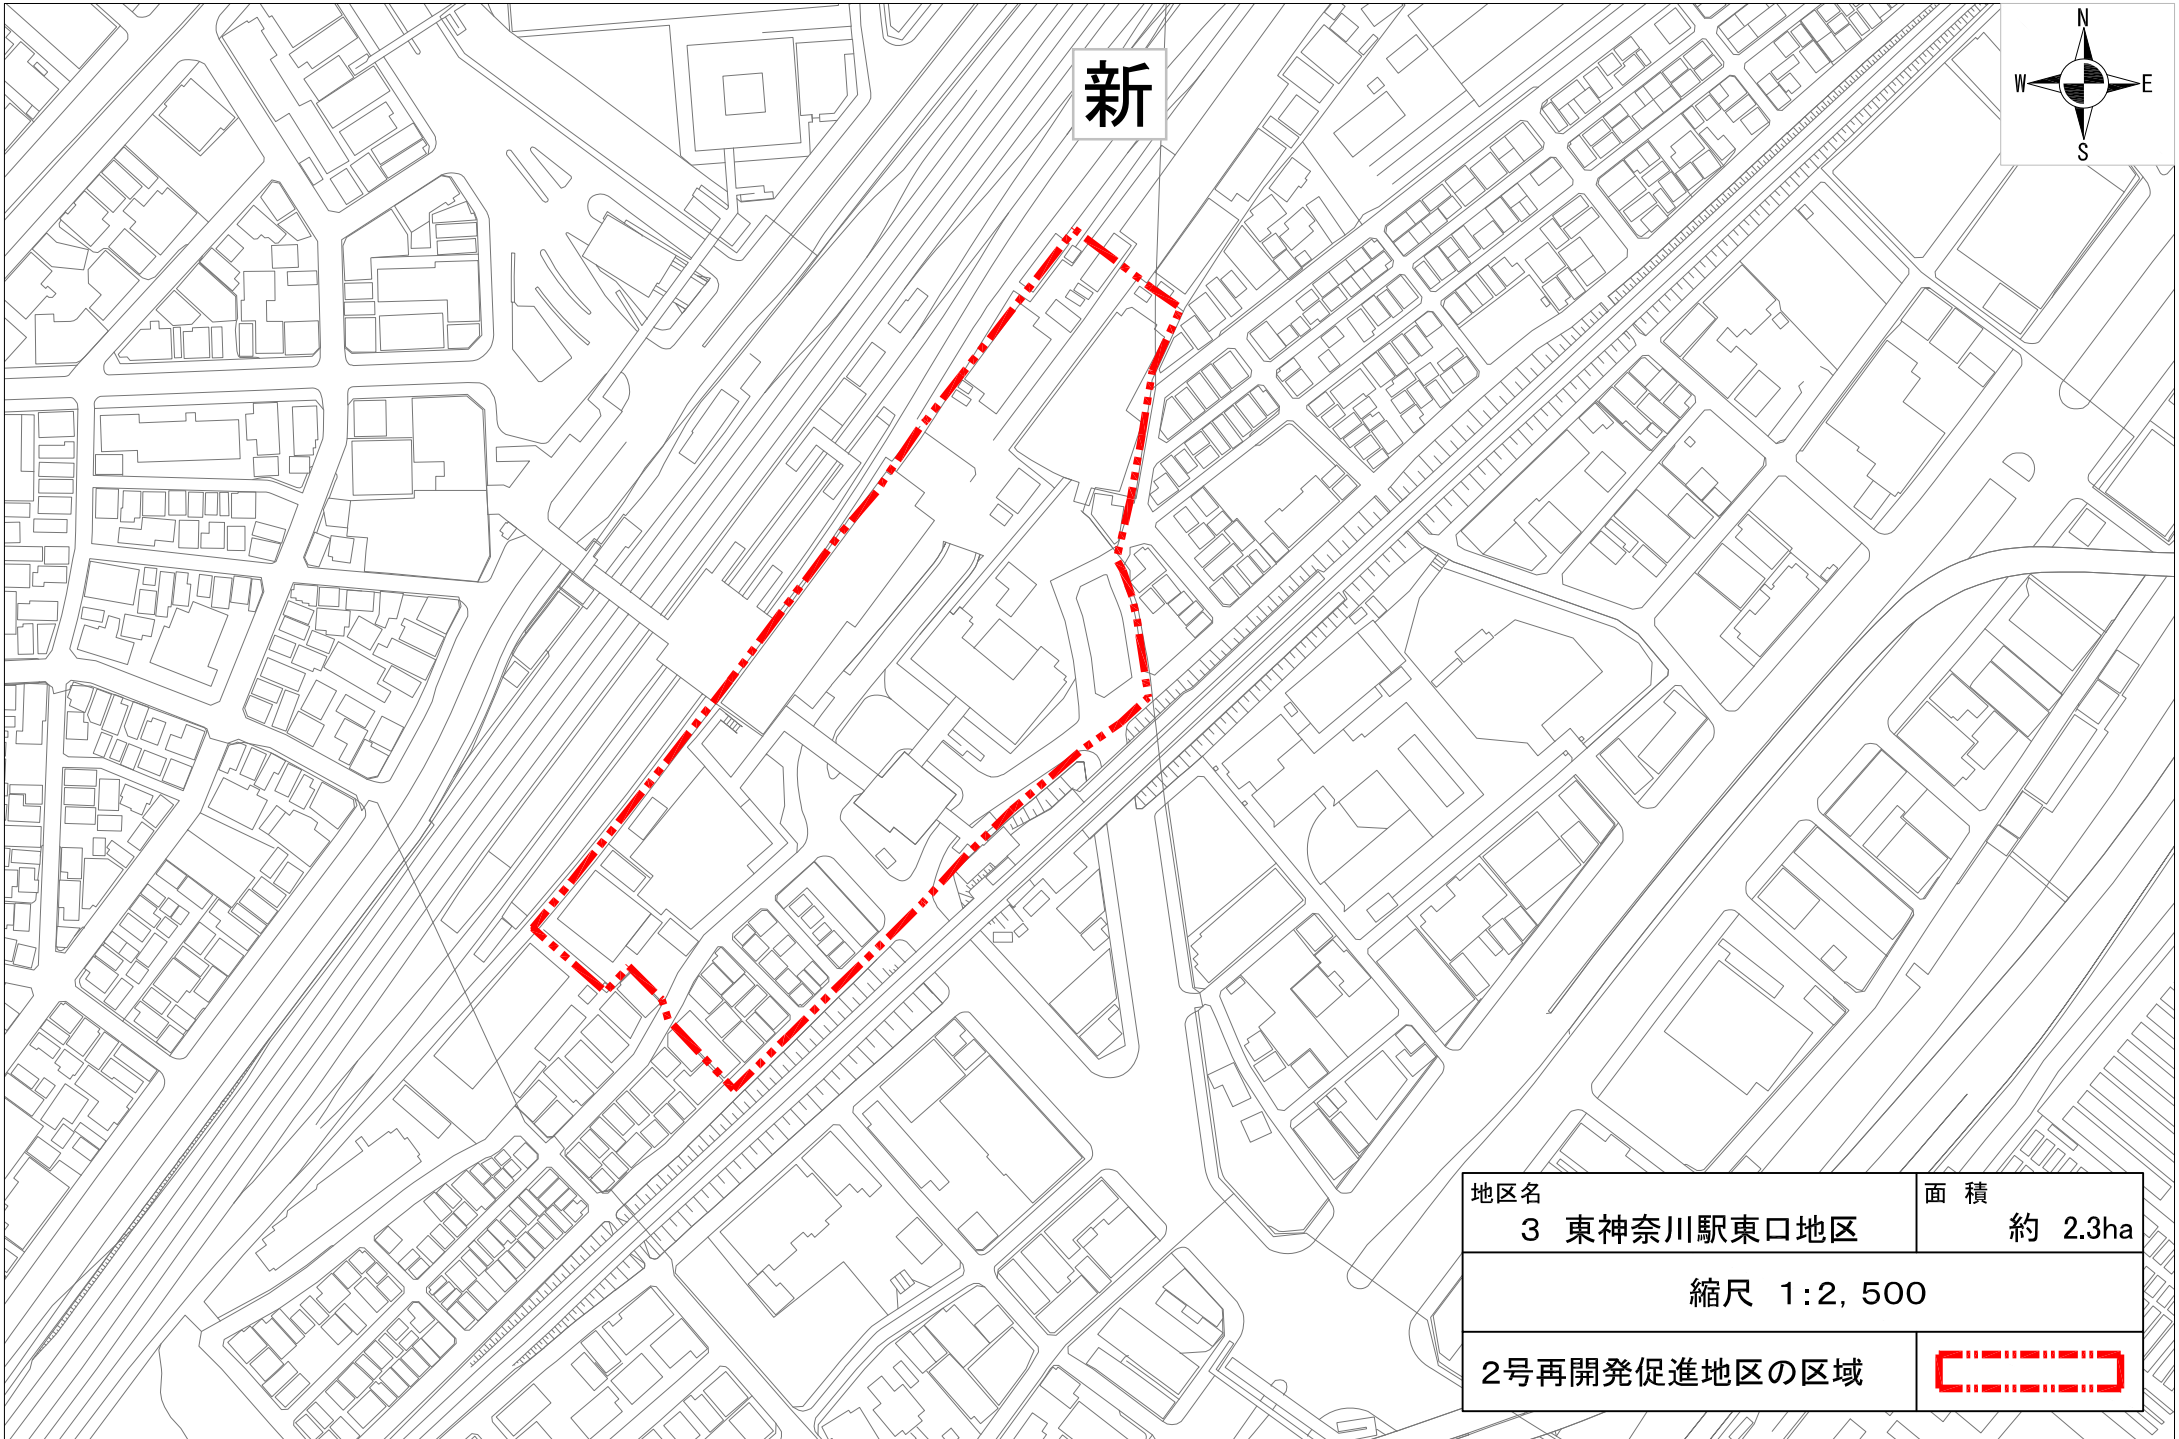 新
N
W E
S
地区名
3 東神奈川駅東口地区
面 積
約 2.3ha
縮尺 1:2,500
2号再開発促進地区の区域